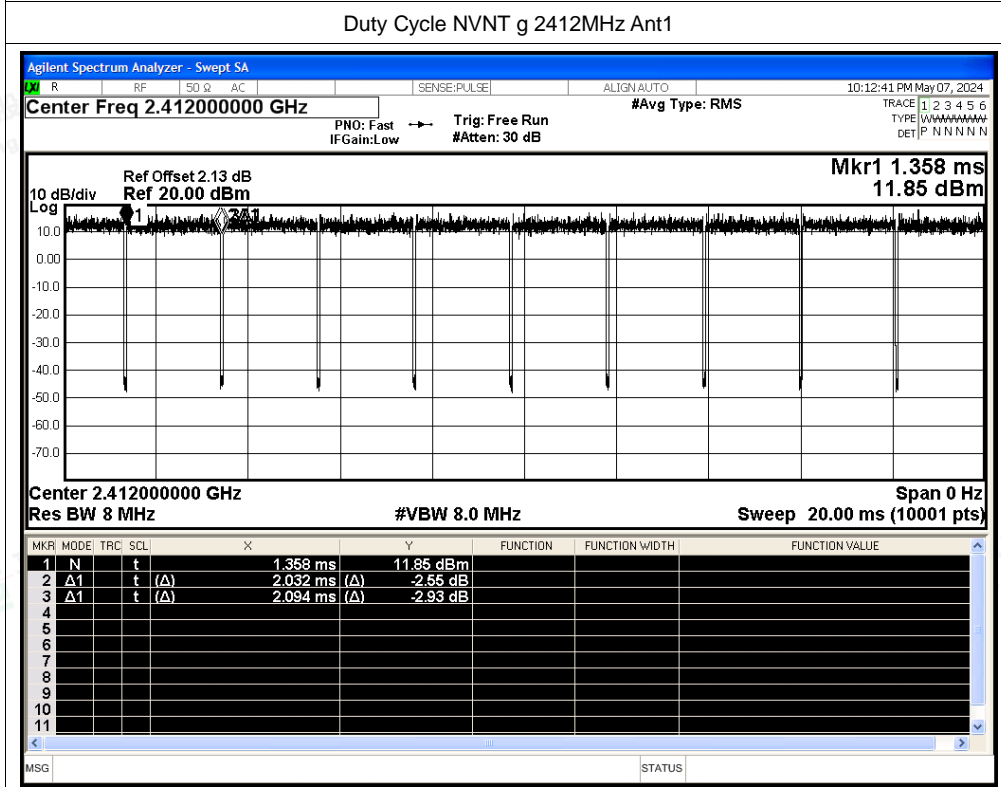 Duty Cycle NVNT g 2412MHz Ant1
Agilent Spectrum Analyzer - Swept SA
LXI R RF 50 Ω AC SENSE:PULSE ALIGN AUTO 10:12:41 PM May 07, 2024
Center Freq 2.412000000 GHz #Avg Type: RMS TRACE 1 2 3 4 5 6
PNO: Fast Trig: Free Run TYPE WWWWWW
IFGain:Low #Atten: 30 dB DET P N N N N N
Mkr1 1.358 ms
Ref Offset 2.13 dB
10 dB/div Ref 20.00 dBm 11.85 dBm
Log
1 2Δ1
10.0
0.00
-10.0
-20.0
-30.0
-40.0
-50.0
-60.0
-70.0
Center 2.412000000 GHz Span 0 Hz
Res BW 8 MHz #VBW 8.0 MHz Sweep 20.00 ms (10001 pts)
MKR MODE TRC SCL X Y FUNCTION FUNCTION WIDTH FUNCTION VALUE
1 N t 1.358 ms 11.85 dBm
2 Δ1 t (Δ) 2.032 ms (Δ) -2.55 dB
3 Δ1 t (Δ) 2.094 ms (Δ) -2.93 dB
4
5
6
7
8
9
10
11
MSG STATUS